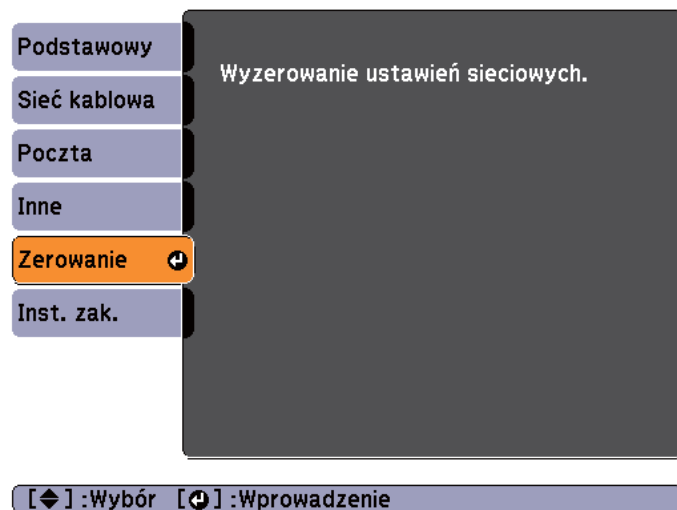 Podstawowy
Sieć kablowa
Poczta
Inne
Zerowanie
Inst. zak.
Wyzerowanie ustawień sieciowych.
[◆] :Wybór [⏎] :Wprowadzenie